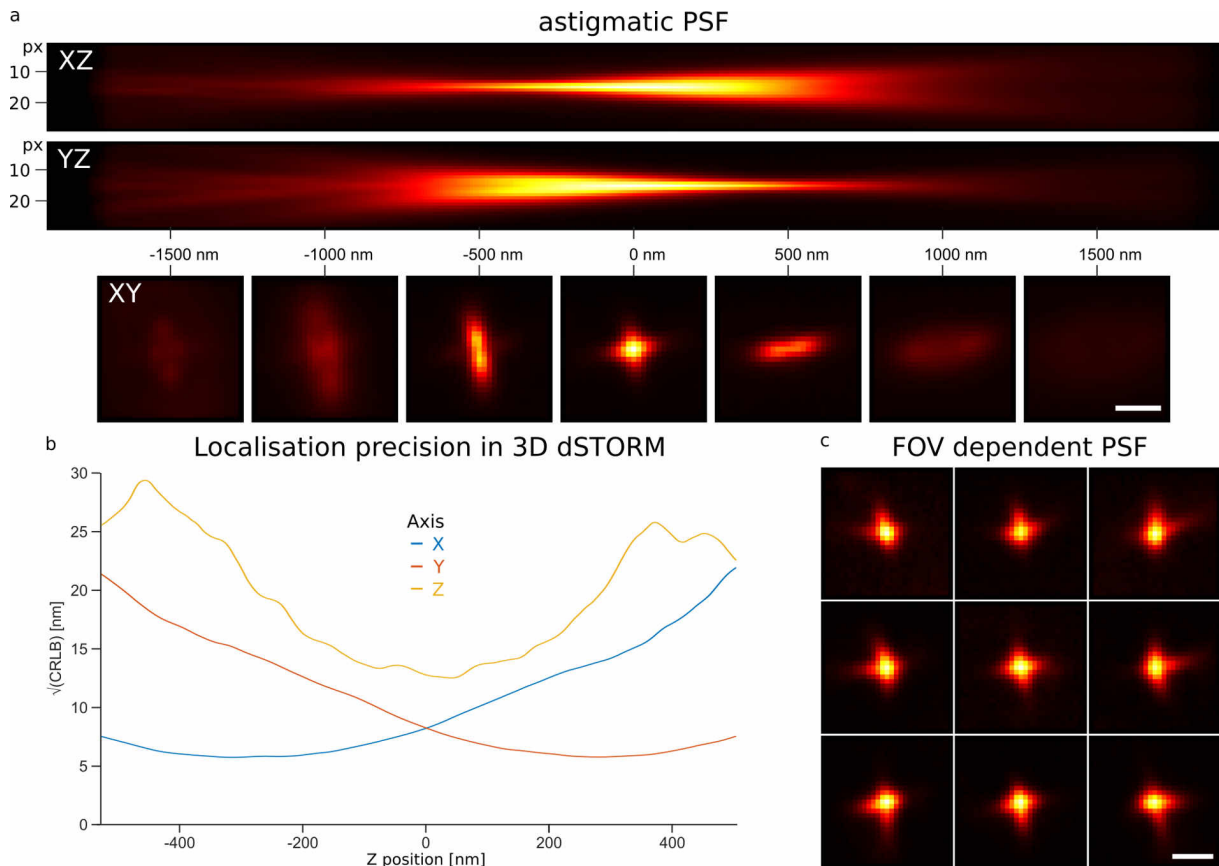 a
astigmatic PSF
px
XZ
10
20
px
YZ
10
20
-1500 nm -1000 nm -500 nm 0 nm 500 nm 1000 nm 1500 nm
XY
b
Localisation precision in 3D dSTORM
30
25
20
15
10
5
0
√(CRLB) [nm]
Axis
X
Y
Z
-400 -200 0 200 400
Z position [nm]
c
FOV dependent PSF